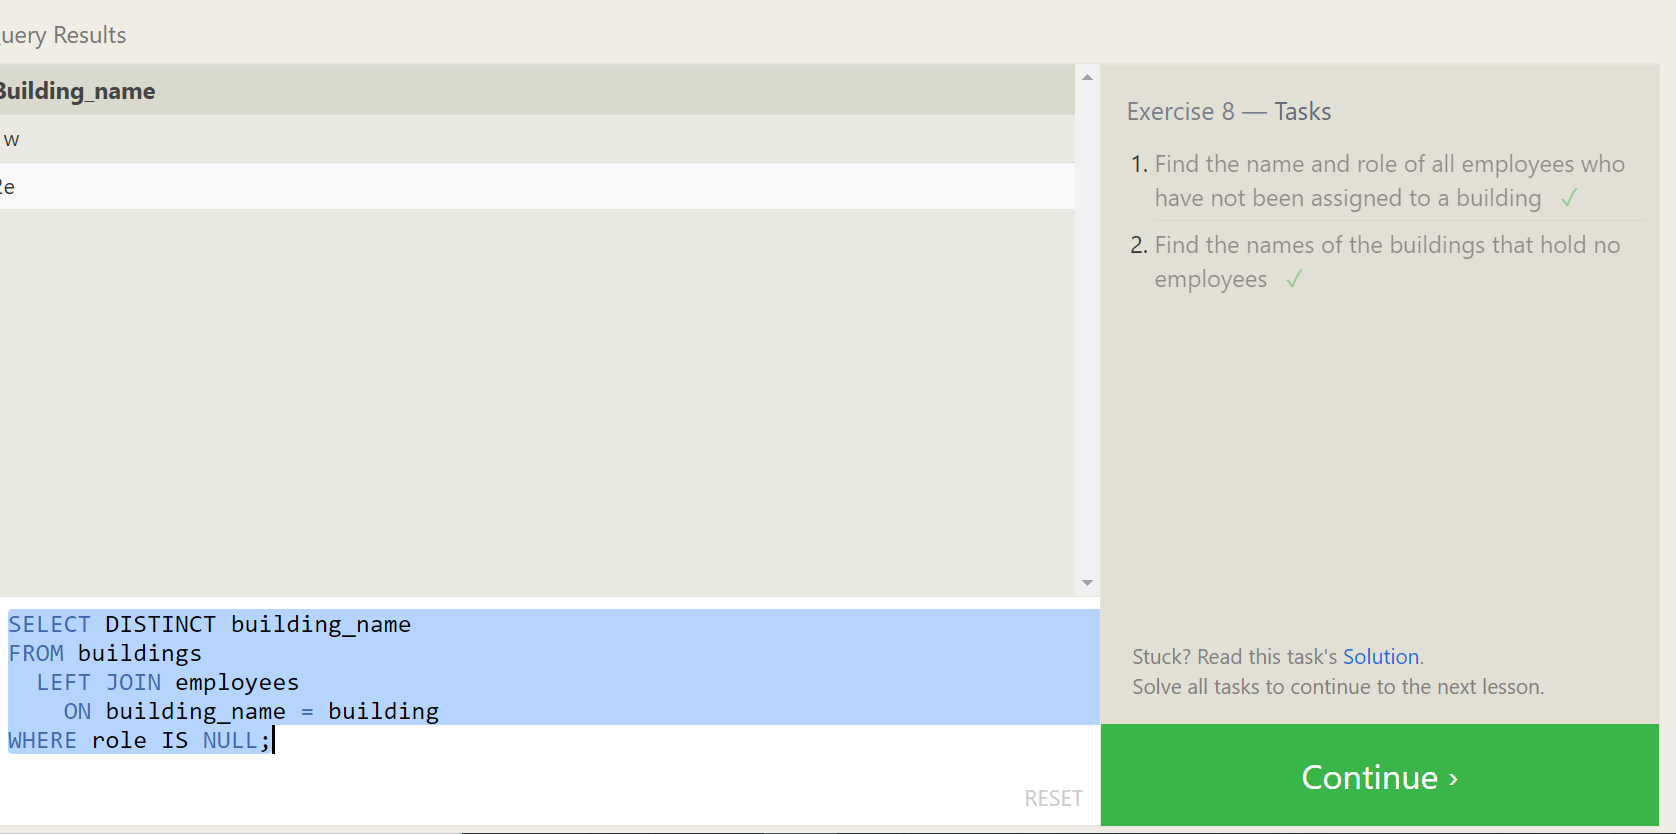 uery Results
Building_name
w
2e
SELECT DISTINCT building_name
FROM buildings
LEFT JOIN employees
ON building_name = building
WHERE role IS NULL;
RESET
Exercise 8 — Tasks
1. Find the name and role of all employees who
have not been assigned to a building ✓
2. Find the names of the buildings that hold no
employees ✓
Stuck? Read this task's Solution.
Solve all tasks to continue to the next lesson.
Continue ›